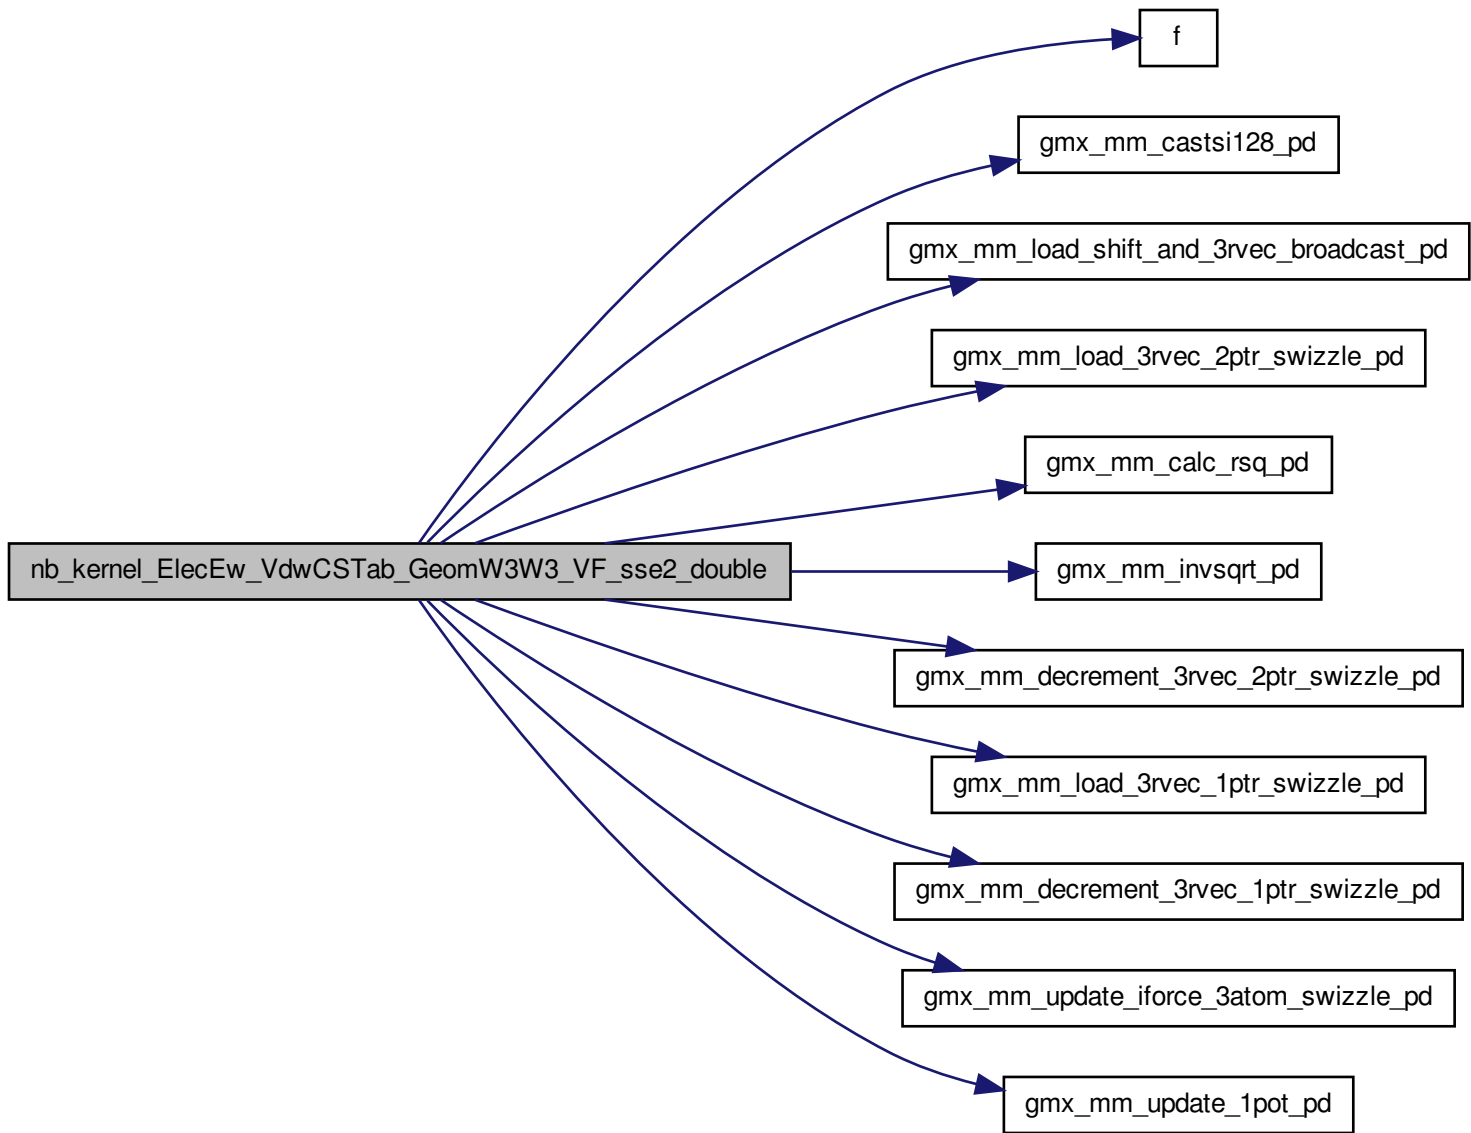 f
gmx_mm_castsi128_pd
gmx_mm_load_shift_and_3rvec_broadcast_pd
gmx_mm_load_3rvec_2ptr_swizzle_pd
gmx_mm_calc_rsq_pd
nb_kernel_ElecEw_VdwCSTab_GeomW3W3_VF_sse2_double
gmx_mm_invsqrt_pd
gmx_mm_decrement_3rvec_2ptr_swizzle_pd
gmx_mm_load_3rvec_1ptr_swizzle_pd
gmx_mm_decrement_3rvec_1ptr_swizzle_pd
gmx_mm_update_iforce_3atom_swizzle_pd
gmx_mm_update_1pot_pd